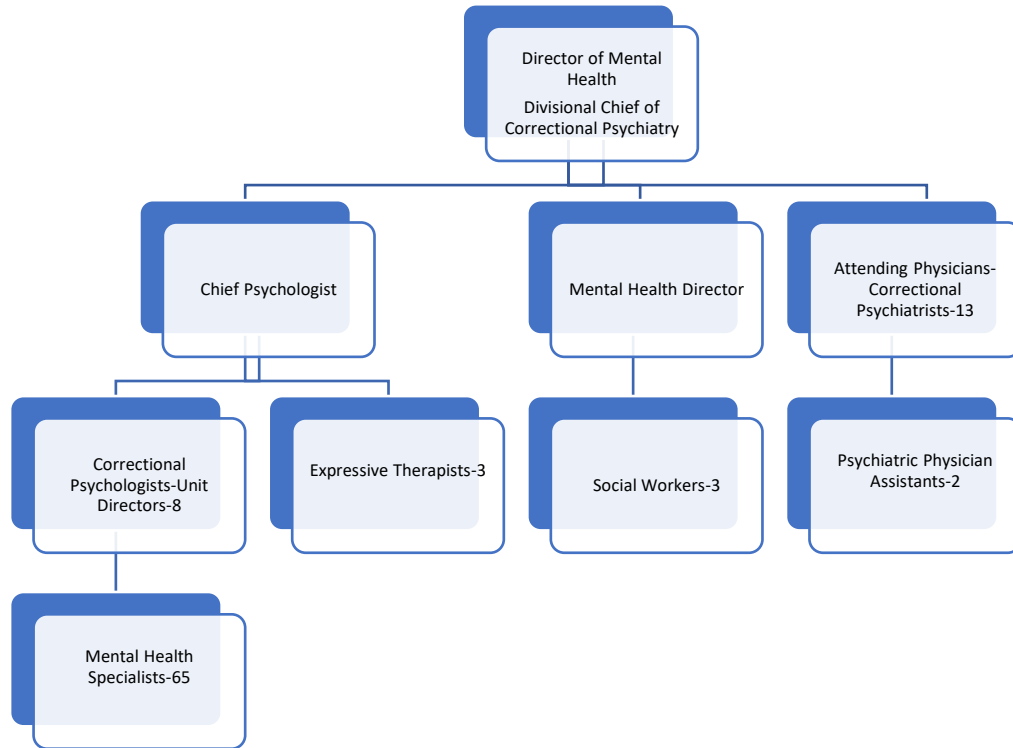 Director of Mental
Health
Divisional Chief of
Correctional Psychiatry
Chief Psychologist
Mental Health Director
Attending Physicians-
Correctional
Psychiatrists-13
Correctional
Psychologists-Unit
Directors-8
Expressive Therapists-3
Social Workers-3
Psychiatric Physician
Assistants-2
Mental Health
Specialists-65